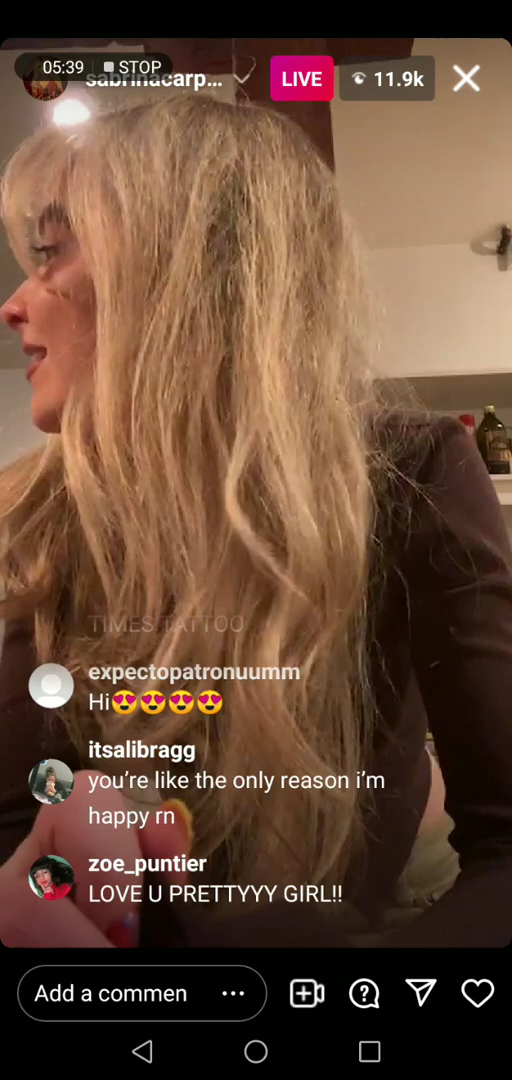 05:39 STOP
sabrinacarp...
LIVE
11.9k
TIMES TATTOO
expectopatronuumm
Hi😍😍😍😍
itsalibragg
you're like the only reason i'm
happy rn
zoe_puntier
LOVE U PRETTYYY GIRL!!
Add a commen